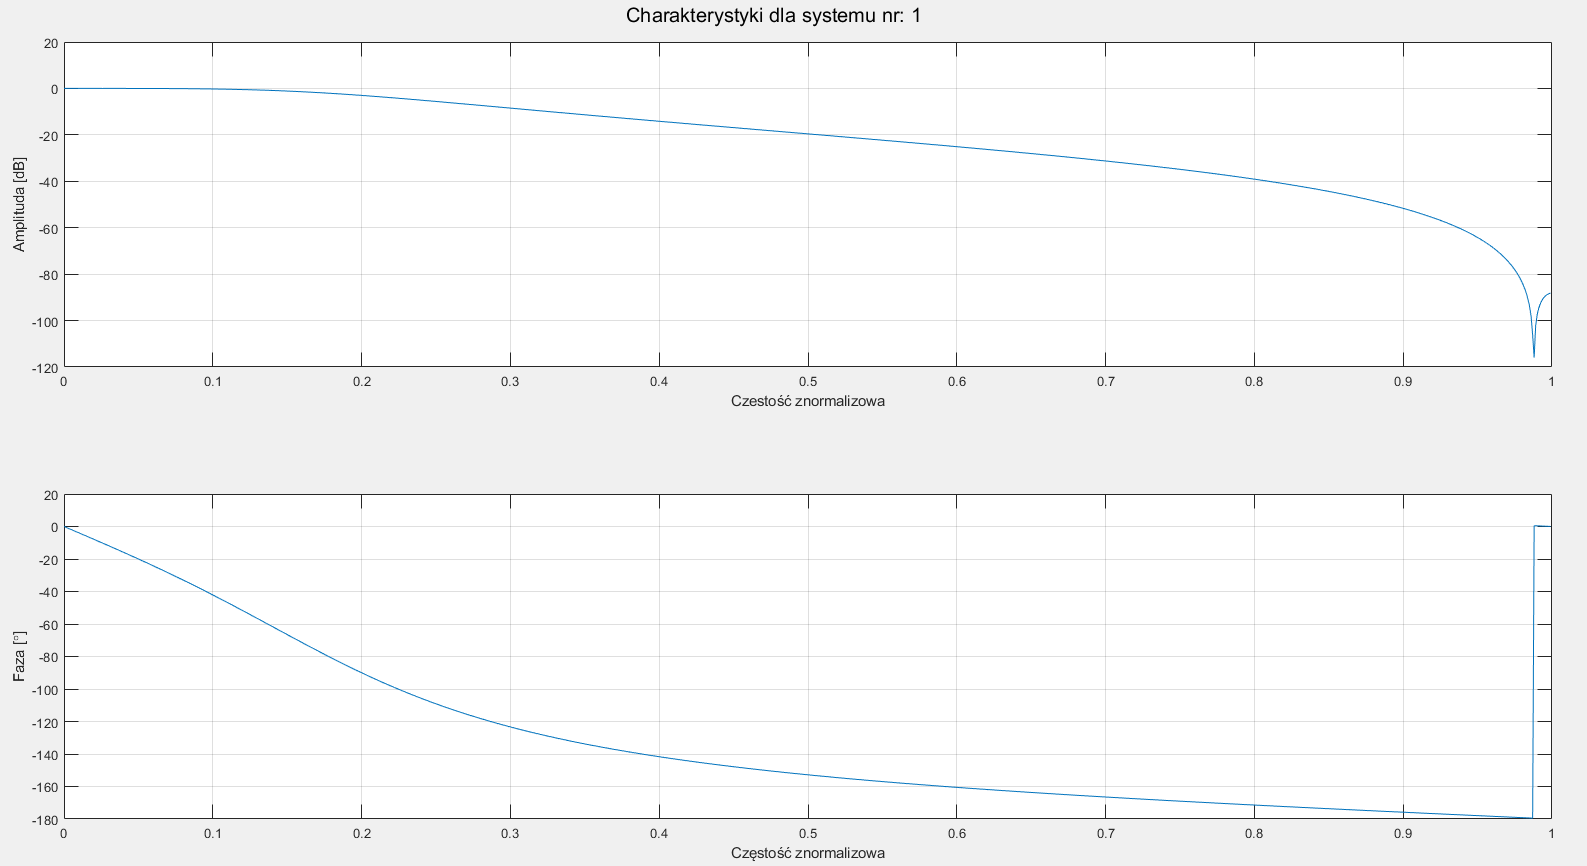 Charakterystyki dla systemu nr: 1
20
0
-20
-40
-60
-80
-100
-120
Amplituda [dB]
0 0.1 0.2 0.3 0.4 0.5 0.6 0.7 0.8 0.9 1
Czestość znormalizowa
20
0
-20
-40
-60
-80
-100
-120
-140
-160
-180
Faza [°]
0 0.1 0.2 0.3 0.4 0.5 0.6 0.7 0.8 0.9 1
Częstość znormalizowa